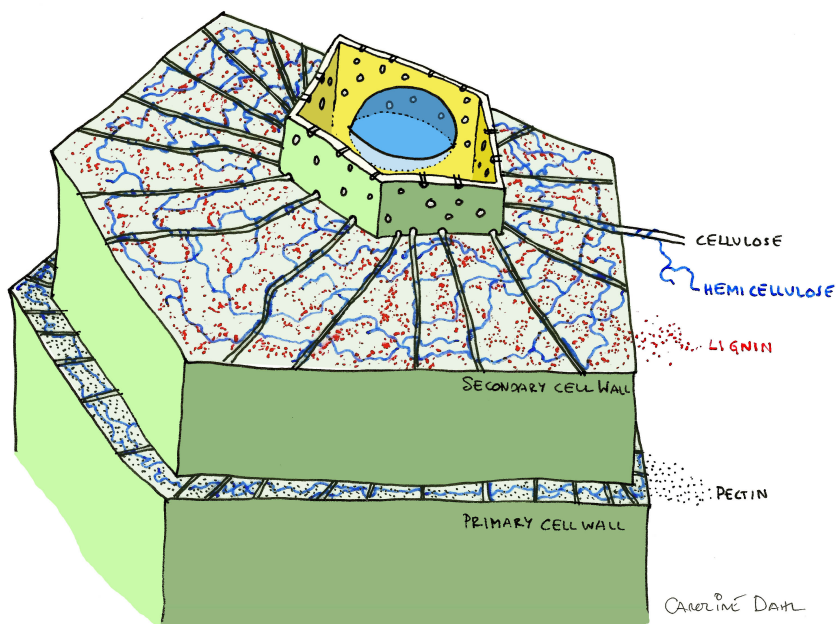 CELLULOSE
HEMICELLULOSE
LIGNIN
SECONDARY CELL WALL
PECTIN
PRIMARY CELL WALL
CAROLINE DAHL